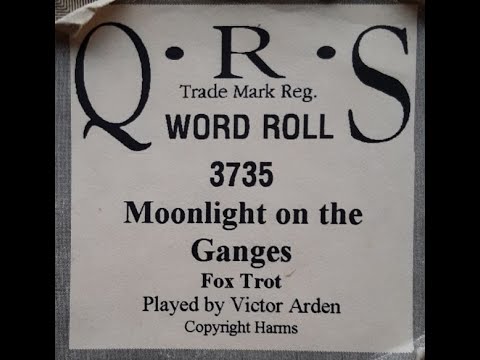 Q·R·S
Trade Mark Reg.
WORD ROLL
3735
Moonlight on the
Ganges
Fox Trot
Played by Victor Arden
Copyright Harms